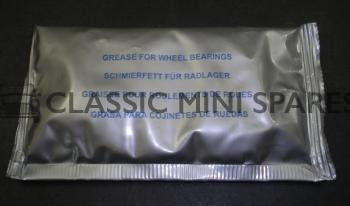 GREASE FOR WHEEL BEARINGS
SCHMIERFETT FÜR RADLAGER
GRAISSE POUR ROULEMENTS DE ROUES
CLASSIC MINI SPARES
GRASA PARA COJINETES DE RUEDAS